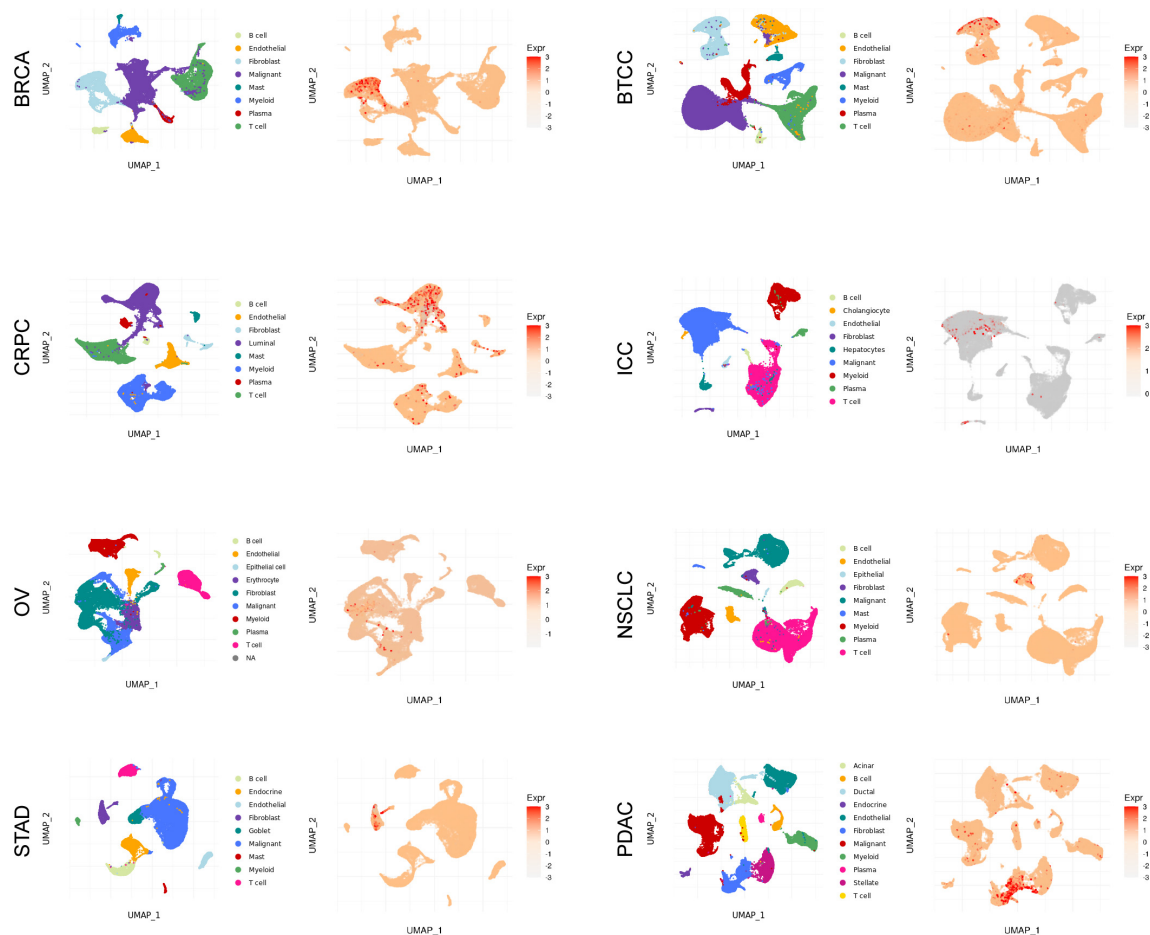 BRCA
UMAP_2
B cell
Endothelial
Fibroblast
Malignant
Mast
Myeloid
Plasma
T cell
UMAP_1
UMAP_2
Expr
3
2
1
0
-1
-2
-3
UMAP_1
BTCC
UMAP_2
B cell
Endothelial
Fibroblast
Malignant
Mast
Myeloid
Plasma
T cell
UMAP_1
UMAP_2
Expr
3
2
1
0
-1
-2
-3
UMAP_1
CRPC
UMAP_2
B cell
Endothelial
Fibroblast
Luminal
Mast
Myeloid
Plasma
T cell
UMAP_1
UMAP_2
Expr
3
2
1
0
-1
-2
-3
UMAP_1
ICC
UMAP_2
B cell
Cholangiocyte
Endothelial
Fibroblast
Hepatocytes
Malignant
Myeloid
Plasma
T cell
UMAP_1
UMAP_2
Expr
3
2
1
0
UMAP_1
OV
UMAP_2
B cell
Endothelial
Epithelial cell
Erythrocyte
Fibroblast
Malignant
Myeloid
Plasma
T cell
NA
UMAP_1
UMAP_2
Expr
3
2
1
0
-1
UMAP_1
NSCLC
UMAP_2
B cell
Endothelial
Epithelial
Fibroblast
Malignant
Mast
Myeloid
Plasma
T cell
UMAP_1
UMAP_2
Expr
3
2
1
0
-1
-2
-3
UMAP_1
STAD
UMAP_2
B cell
Endocrine
Endothelial
Fibroblast
Goblet
Malignant
Mast
Myeloid
T cell
UMAP_1
UMAP_2
Expr
3
2
1
0
-1
-2
-3
UMAP_1
PDAC
UMAP_2
Acinar
B cell
Ductal
Endocrine
Endothelial
Fibroblast
Malignant
Myeloid
Plasma
Stellate
T cell
UMAP_1
UMAP_2
Expr
3
2
1
0
-1
-2
-3
UMAP_1